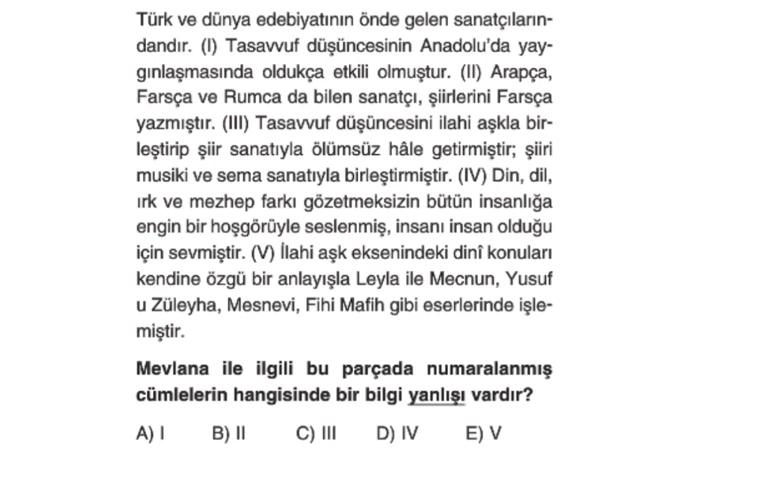 Türk ve dünya edebiyatının önde gelen sanatçıların-
dandır. (I) Tasavvuf düşüncesinin Anadolu'da yay-
gınlaşmasında oldukça etkili olmuştur. (II) Arapça,
Farsça ve Rumca da bilen sanatçı, şiirlerini Farsça
yazmıştır. (III) Tasavvuf düşüncesini ilahi aşkla bir-
leştirip şiir sanatıyla ölümsüz hâle getirmiştir; şiiri
musiki ve sema sanatıyla birleştirmiştir. (IV) Din, dil,
ırk ve mezhep farkı gözetmeksizin bütün insanlığa
engin bir hoşgörüyle seslenmiş, insanı insan olduğu
için sevmiştir. (V) İlahi aşk eksenindeki dinî konuları
kendine özgü bir anlayışla Leyla ile Mecnun, Yusuf
u Züleyha, Mesnevi, Fihi Mafih gibi eserlerinde işle-
miştir.
Mevlana ile ilgili bu parçada numaralanmış
cümlelerin hangisinde bir bilgi yanlışı vardır?
A) I B) II C) III D) IV E) V